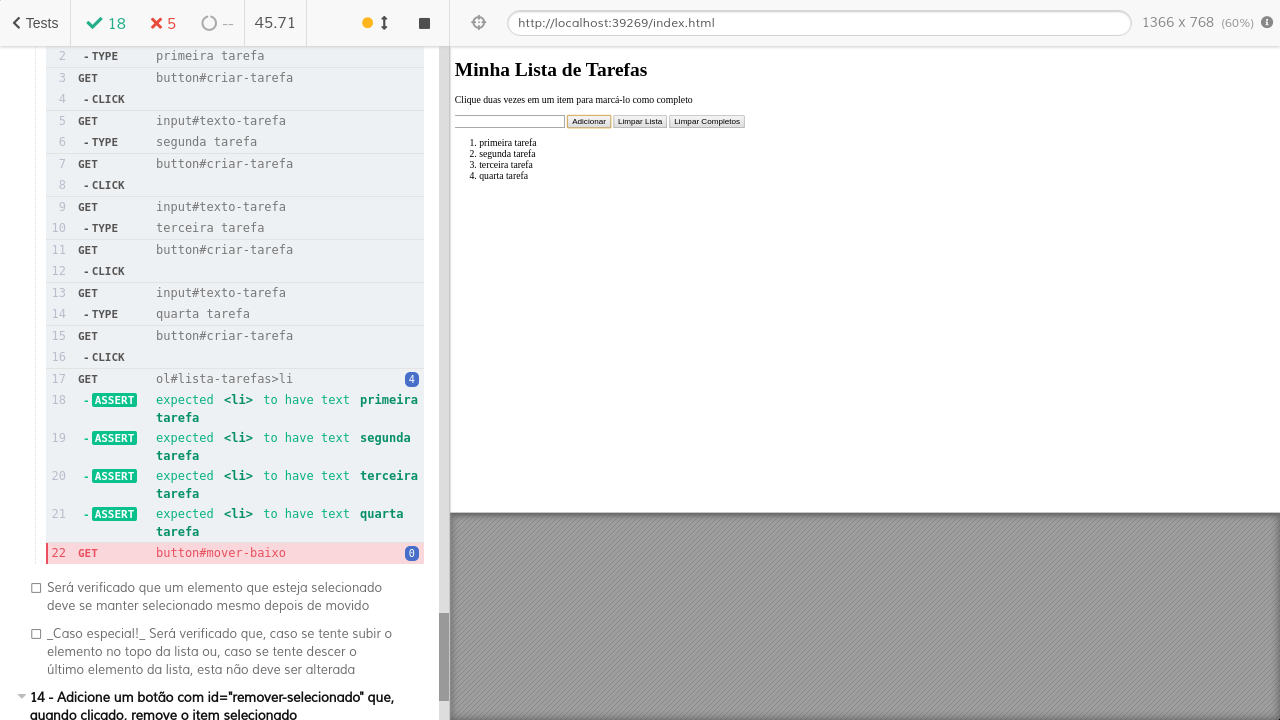 Tests 18 5 -- 45.71 http://localhost:39269/index.html 1366 x 768 (60%)
2 - TYPE primeira tarefa
3 GET button#criar-tarefa
4 - CLICK
5 GET input#texto-tarefa
6 - TYPE segunda tarefa
7 GET button#criar-tarefa
8 - CLICK
9 GET input#texto-tarefa
10 - TYPE terceira tarefa
11 GET button#criar-tarefa
12 - CLICK
13 GET input#texto-tarefa
14 - TYPE quarta tarefa
15 GET button#criar-tarefa
16 - CLICK
17 GET ol#lista-tarefas>li 4
18 - ASSERT expected <li> to have text primeira
tarefa
19 - ASSERT expected <li> to have text segunda
tarefa
20 - ASSERT expected <li> to have text terceira
tarefa
21 - ASSERT expected <li> to have text quarta
tarefa
22 GET button#mover-baixo 0
Será verificado que um elemento que esteja selecionado
deve se manter selecionado mesmo depois de movido
_Caso especial!_ Será verificado que, caso se tente subir o
elemento no topo da lista ou, caso se tente descer o
último elemento da lista, esta não deve ser alterada
14 - Adicione um botão com id="remover-selecionado" que,
quando clicado, remove o item selecionado
Minha Lista de Tarefas
Clique duas vezes em um item para marcá-lo como completo
Adicionar Limpar Lista Limpar Completos
1. primeira tarefa
2. segunda tarefa
3. terceira tarefa
4. quarta tarefa